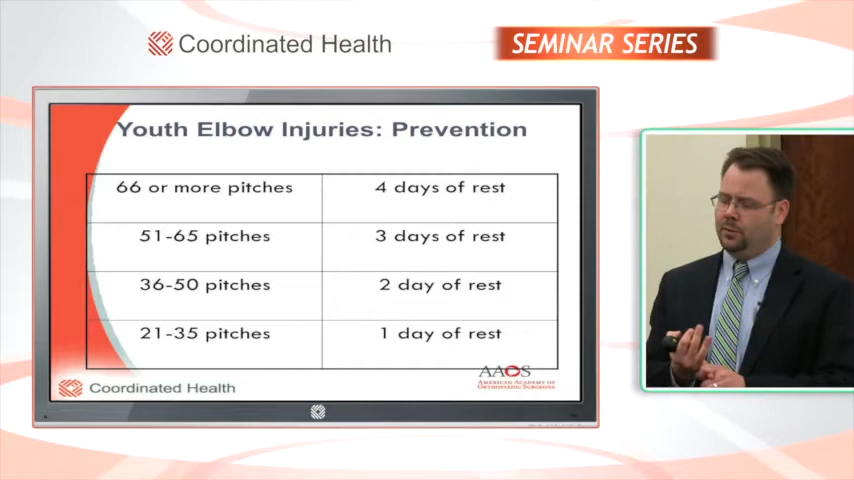 Coordinated Health
SEMINAR SERIES
Youth Elbow Injuries: Prevention
66 or more pitches 4 days of rest
51-65 pitches 3 days of rest
36-50 pitches 2 day of rest
21-35 pitches 1 day of rest
Coordinated Health
AAOS
AMERICAN ACADEMY OF
ORTHOPAEDIC SURGEONS